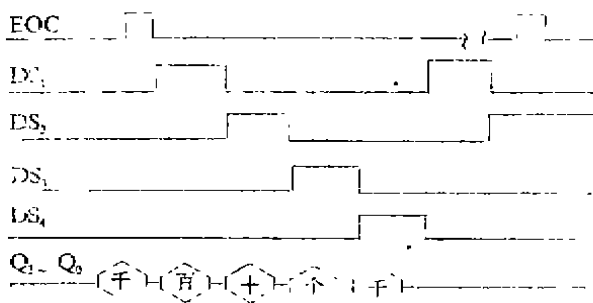 EOC
DS₁
DS₂
DS₃
DS₄
Q₃~Q₀ 千 百 十 个 千